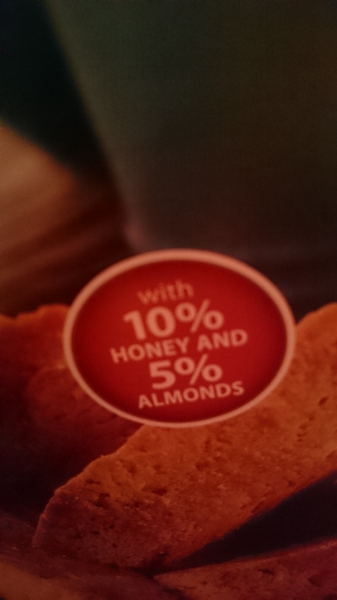 with
10%
HONEY AND
5%
ALMONDS